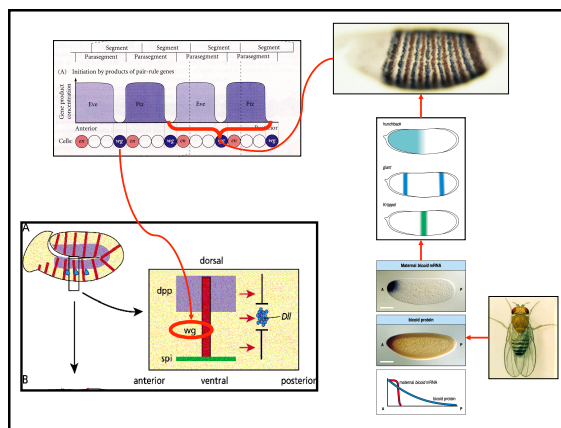 Segment Segment Segment Segment
Parasegment Parasegment Parasegment Parasegment
(A) Initiation by products of pair-rule genes
Gene product
concentration
Eve Ftz Eve Ftz
Anterior Posterior
Cells: en wg en wg en wg en wg
A
dorsal
dpp
Dll
wg
spi
anterior ventral posterior
B
hunchback
giant
Krüppel
Maternal bicoid mRNA
A P
bicoid protein
A P
maternal bicoid mRNA
bicoid protein
A P